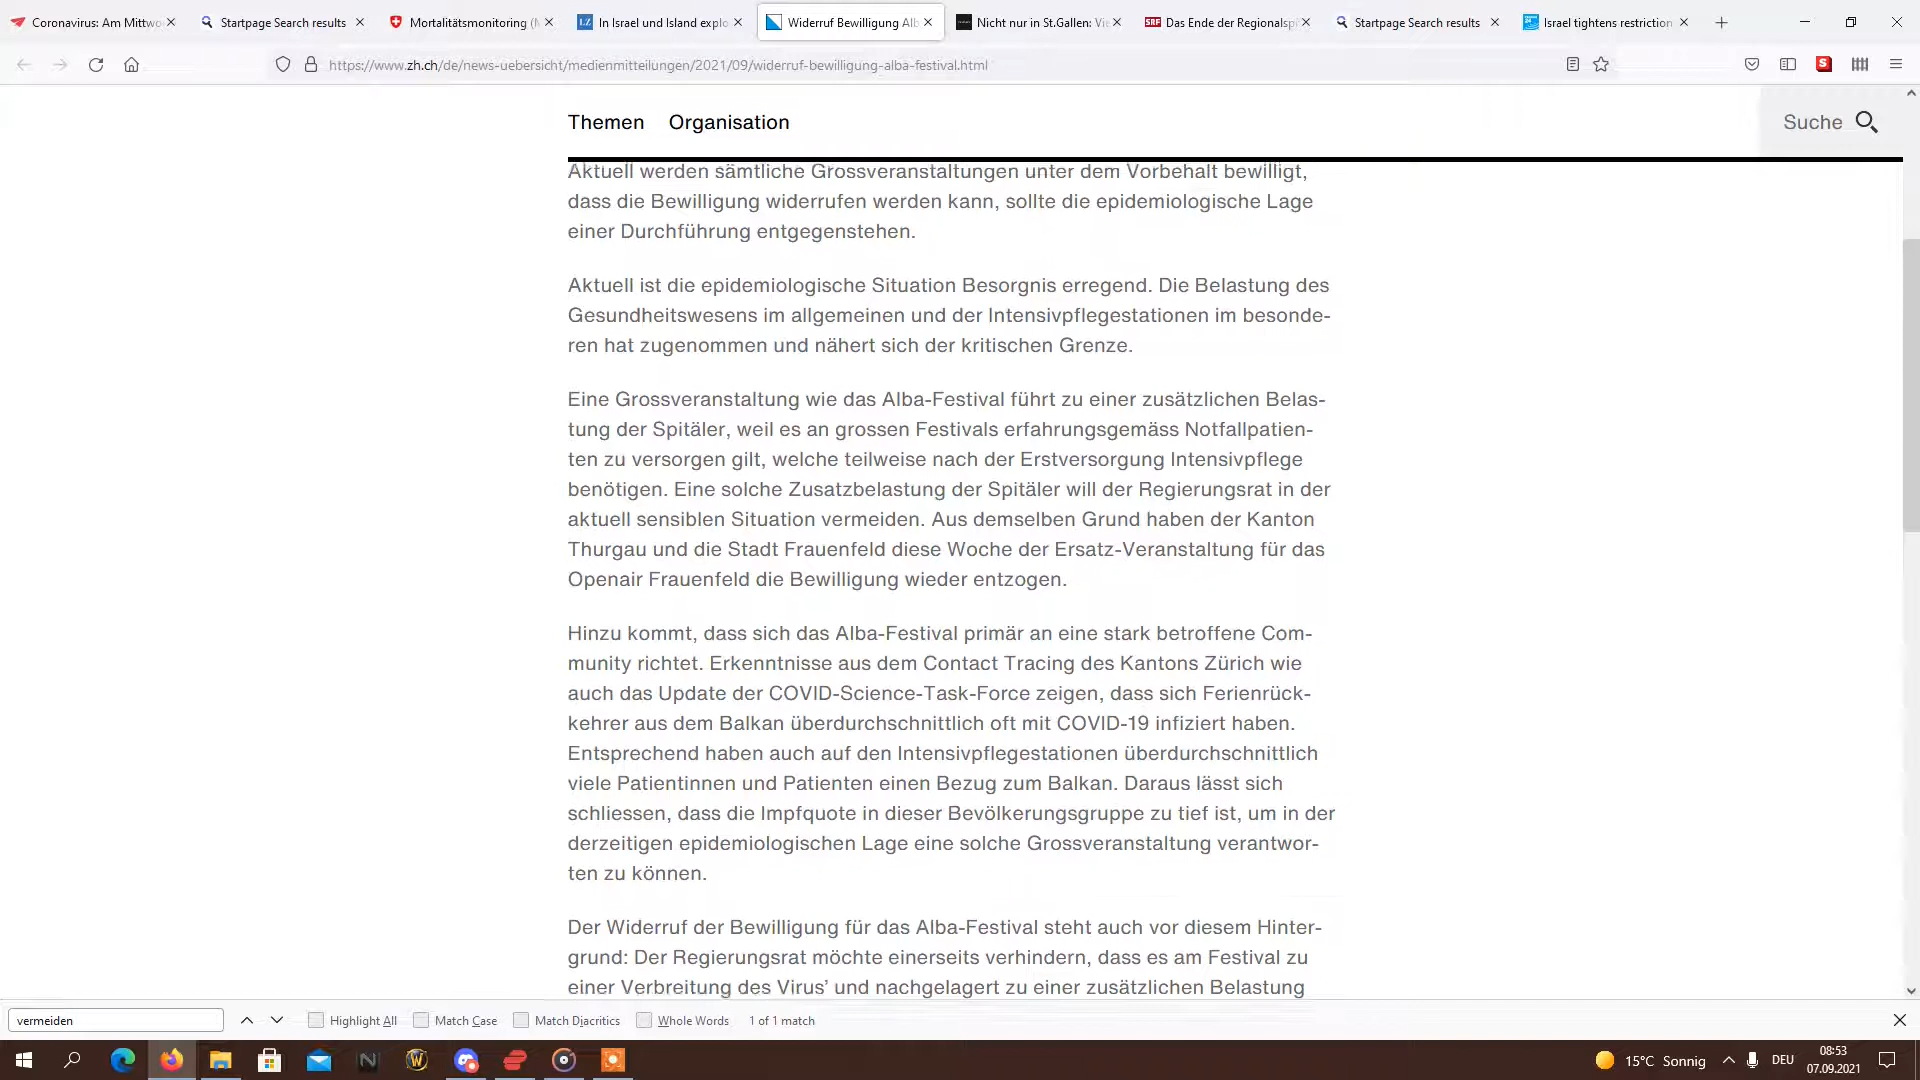 Coronavirus: Am Mittwo
Startpage Search results
Mortalitätsmonitoring (M
In Israel und Island explo
Widerruf Bewilligung Alb
Nicht nur in St.Gallen: Vie
Das Ende der Regionalspi
Startpage Search results
Israel tightens restriction
https://www.zh.ch/de/news-uebersicht/medienmitteilungen/2021/09/widerruf-bewilligung-alba-festival.html
Themen Organisation
Suche
Aktuell werden sämtliche Grossveranstaltungen unter dem Vorbehalt bewilligt,
dass die Bewilligung widerrufen werden kann, sollte die epidemiologische Lage
einer Durchführung entgegenstehen.
Aktuell ist die epidemiologische Situation Besorgnis erregend. Die Belastung des
Gesundheitswesens im allgemeinen und der Intensivpflegestationen im besonde-
ren hat zugenommen und nähert sich der kritischen Grenze.
Eine Grossveranstaltung wie das Alba-Festival führt zu einer zusätzlichen Belas-
tung der Spitäler, weil es an grossen Festivals erfahrungsgemäss Notfallpatien-
ten zu versorgen gilt, welche teilweise nach der Erstversorgung Intensivpflege
benötigen. Eine solche Zusatzbelastung der Spitäler will der Regierungsrat in der
aktuell sensiblen Situation vermeiden. Aus demselben Grund haben der Kanton
Thurgau und die Stadt Frauenfeld diese Woche der Ersatz-Veranstaltung für das
Openair Frauenfeld die Bewilligung wieder entzogen.
Hinzu kommt, dass sich das Alba-Festival primär an eine stark betroffene Com-
munity richtet. Erkenntnisse aus dem Contact Tracing des Kantons Zürich wie
auch das Update der COVID-Science-Task-Force zeigen, dass sich Ferienrück-
kehrer aus dem Balkan überdurchschnittlich oft mit COVID-19 infiziert haben.
Entsprechend haben auch auf den Intensivpflegestationen überdurchschnittlich
viele Patientinnen und Patienten einen Bezug zum Balkan. Daraus lässt sich
schliessen, dass die Impfquote in dieser Bevölkerungsgruppe zu tief ist, um in der
derzeitigen epidemiologischen Lage eine solche Grossveranstaltung verantwor-
ten zu können.
Der Widerruf der Bewilligung für das Alba-Festival steht auch vor diesem Hinter-
grund: Der Regierungsrat möchte einerseits verhindern, dass es am Festival zu
einer Verbreitung des Virus’ und nachgelagert zu einer zusätzlichen Belastung
vermeiden
Highlight All
Match Case
Match Diacritics
Whole Words
1 of 1 match
15°C Sonnig
DEU
08:53
07.09.2021